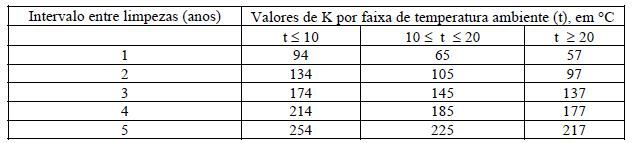 Intervalo entre limpezas (anos) Valores de K por faixa de temperatura ambiente (t), em °C
t ≤ 10 10 ≤ t ≤ 20 t ≥ 20
1 94 65 57
2 134 105 97
3 174 145 137
4 214 185 177
5 254 225 217